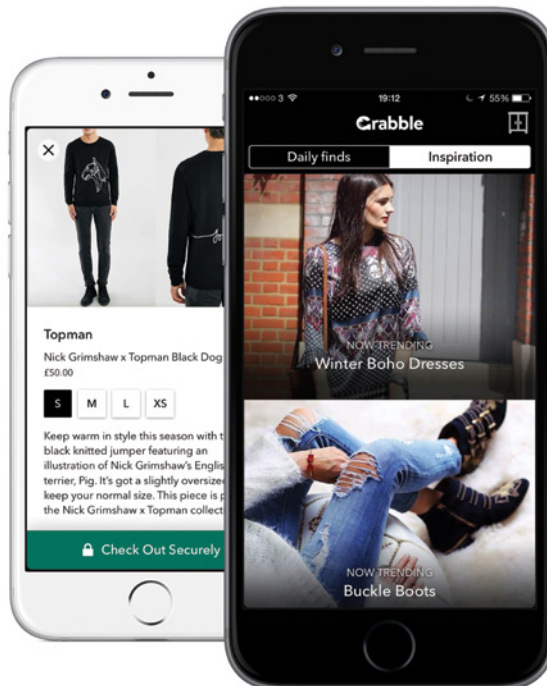 Topman
Nick Grimshaw x Topman Black Dog
£50.00
S M L XS
Keep warm in style this season with
black knitted jumper featuring an
illustration of Nick Grimshaw's
terrier, Pig. It's got a slightly
keep your normal size. This piece is
the Nick Grimshaw x Topman
Check Out Securely
3 19:12 55%
Grabble
Daily finds Inspiration
NOW TRENDING
Winter Boho Dresses
NOW TRENDING
Buckle Boots